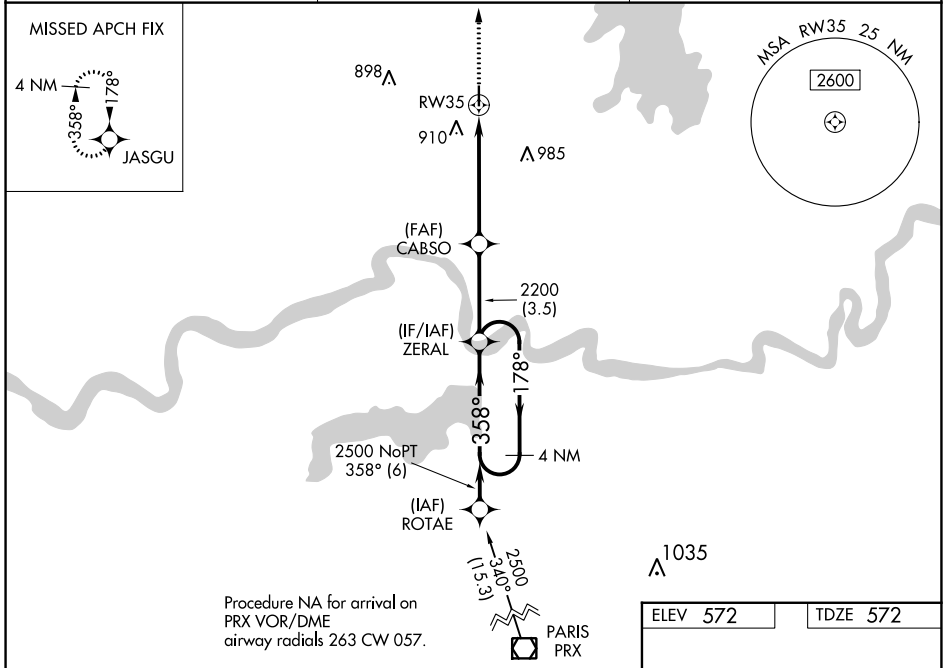 MISSED APCH FIX
4 NM
178°
358°
JASGU
898
RW35
910
985
MSA RW35 25 NM
2600
(FAF)
CABSO
2200
(3.5)
(IF/IAF)
ZERAL
178°
358°
4 NM
2500 NoPT
358° (6)
(IAF)
ROTAE
2500
340°
(15.3)
1035
Procedure NA for arrival on
PRX VOR/DME
airway radials 263 CW 057.
PARIS
PRX
ELEV 572
TDZE 572